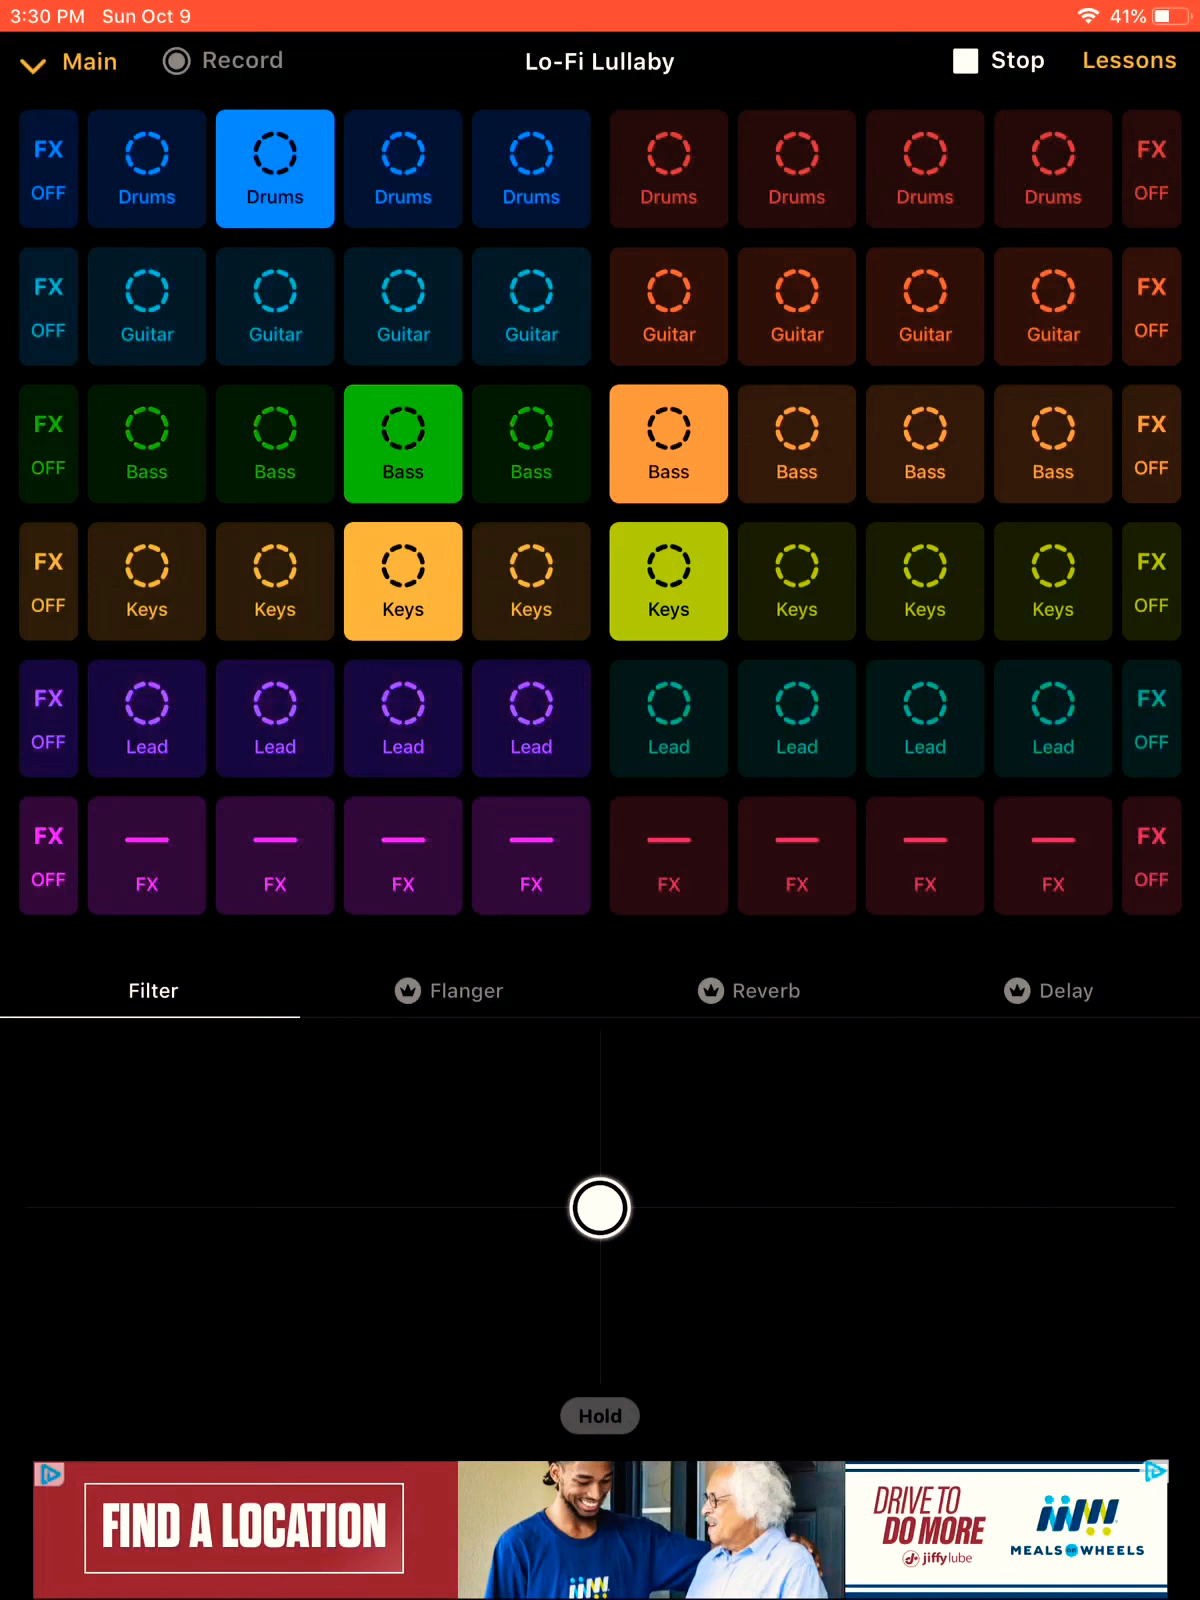 3:30 PM Sun Oct 9 41%
Main Record Lo-Fi Lullaby Stop Lessons
FX Drums Drums Drums Drums Drums Drums Drums Drums FX
OFF OFF
FX Guitar Guitar Guitar Guitar Guitar Guitar Guitar Guitar FX
OFF OFF
FX Bass Bass Bass Bass Bass Bass Bass Bass FX
OFF OFF
FX Keys Keys Keys Keys Keys Keys Keys Keys FX
OFF OFF
FX Lead Lead Lead Lead Lead Lead Lead Lead FX
OFF OFF
FX FX
OFF FX FX FX FX FX FX FX FX OFF
Filter Flanger Reverb Delay
Hold
FIND A LOCATION
DRIVE TO
DO MORE
jiffy lube
MEALS ON WHEELS